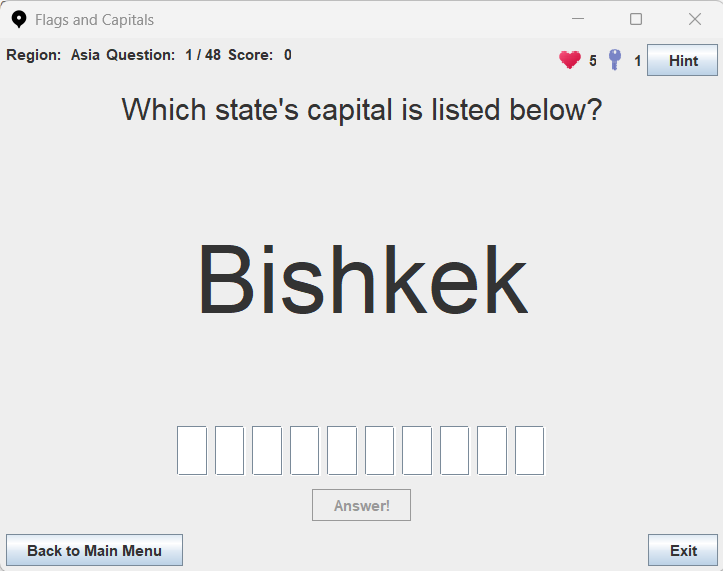 Flags and Capitals
Region: Asia Question: 1 / 48 Score: 0
5 1 Hint
Which state's capital is listed below?
Bishkek
Answer!
Back to Main Menu Exit